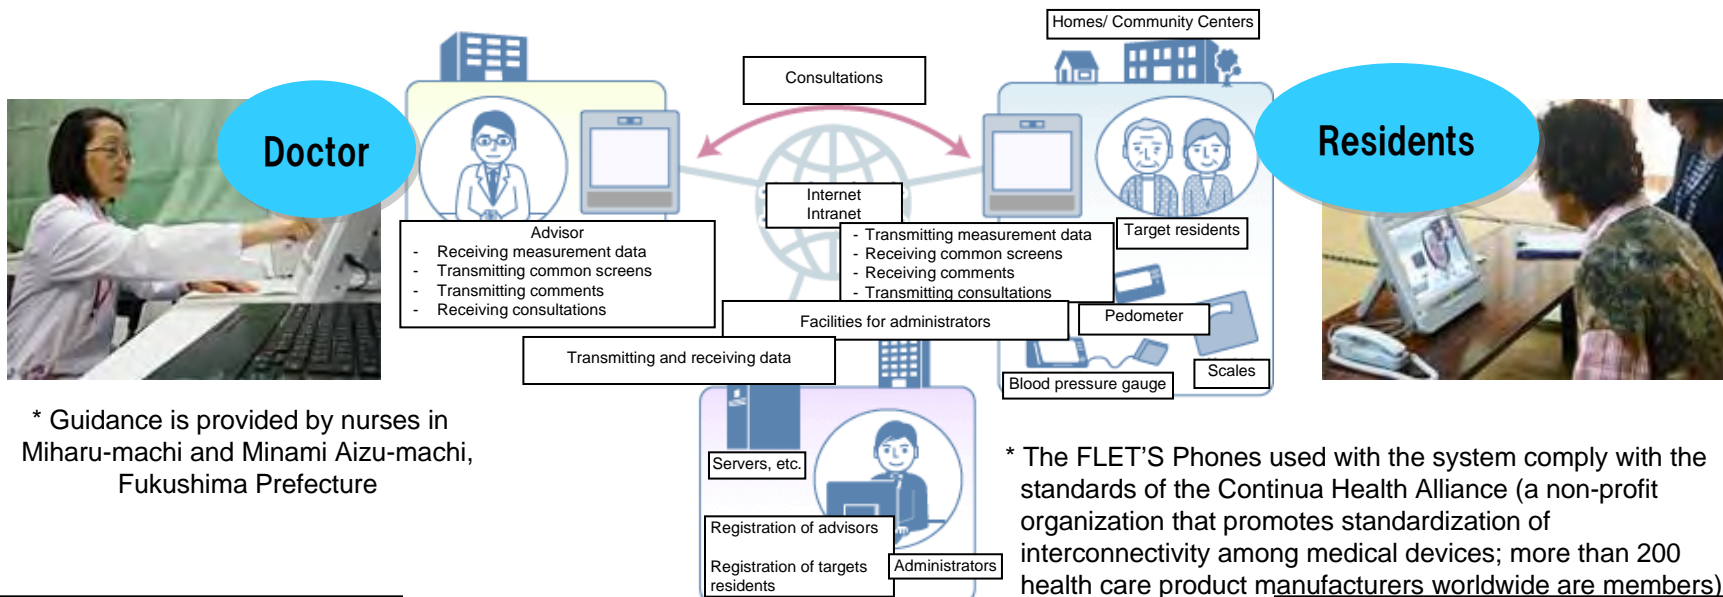 Homes/ Community Centers
Consultations
Doctor
Residents
Internet
Intranet
Advisor
- Receiving measurement data
- Transmitting common screens
- Transmitting comments
- Receiving consultations
- Transmitting measurement data
- Receiving common screens
- Receiving comments
- Transmitting consultations
Target residents
Facilities for administrators
Pedometer
Transmitting and receiving data
Blood pressure gauge
Scales
* Guidance is provided by nurses in
Miharu-machi and Minami Aizu-machi,
Fukushima Prefecture
Servers, etc.
Registration of advisors
Registration of targets
residents
Administrators
* The FLET'S Phones used with the system comply with the
standards of the Continua Health Alliance (a non-profit
organization that promotes standardization of
interconnectivity among medical devices; more than 200
health care product manufacturers worldwide are members)